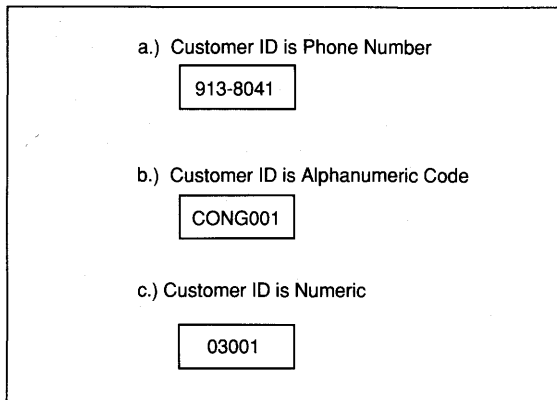 a.) Customer ID is Phone Number
913-8041
b.) Customer ID is Alphanumeric Code
CONG001
c.) Customer ID is Numeric
03001